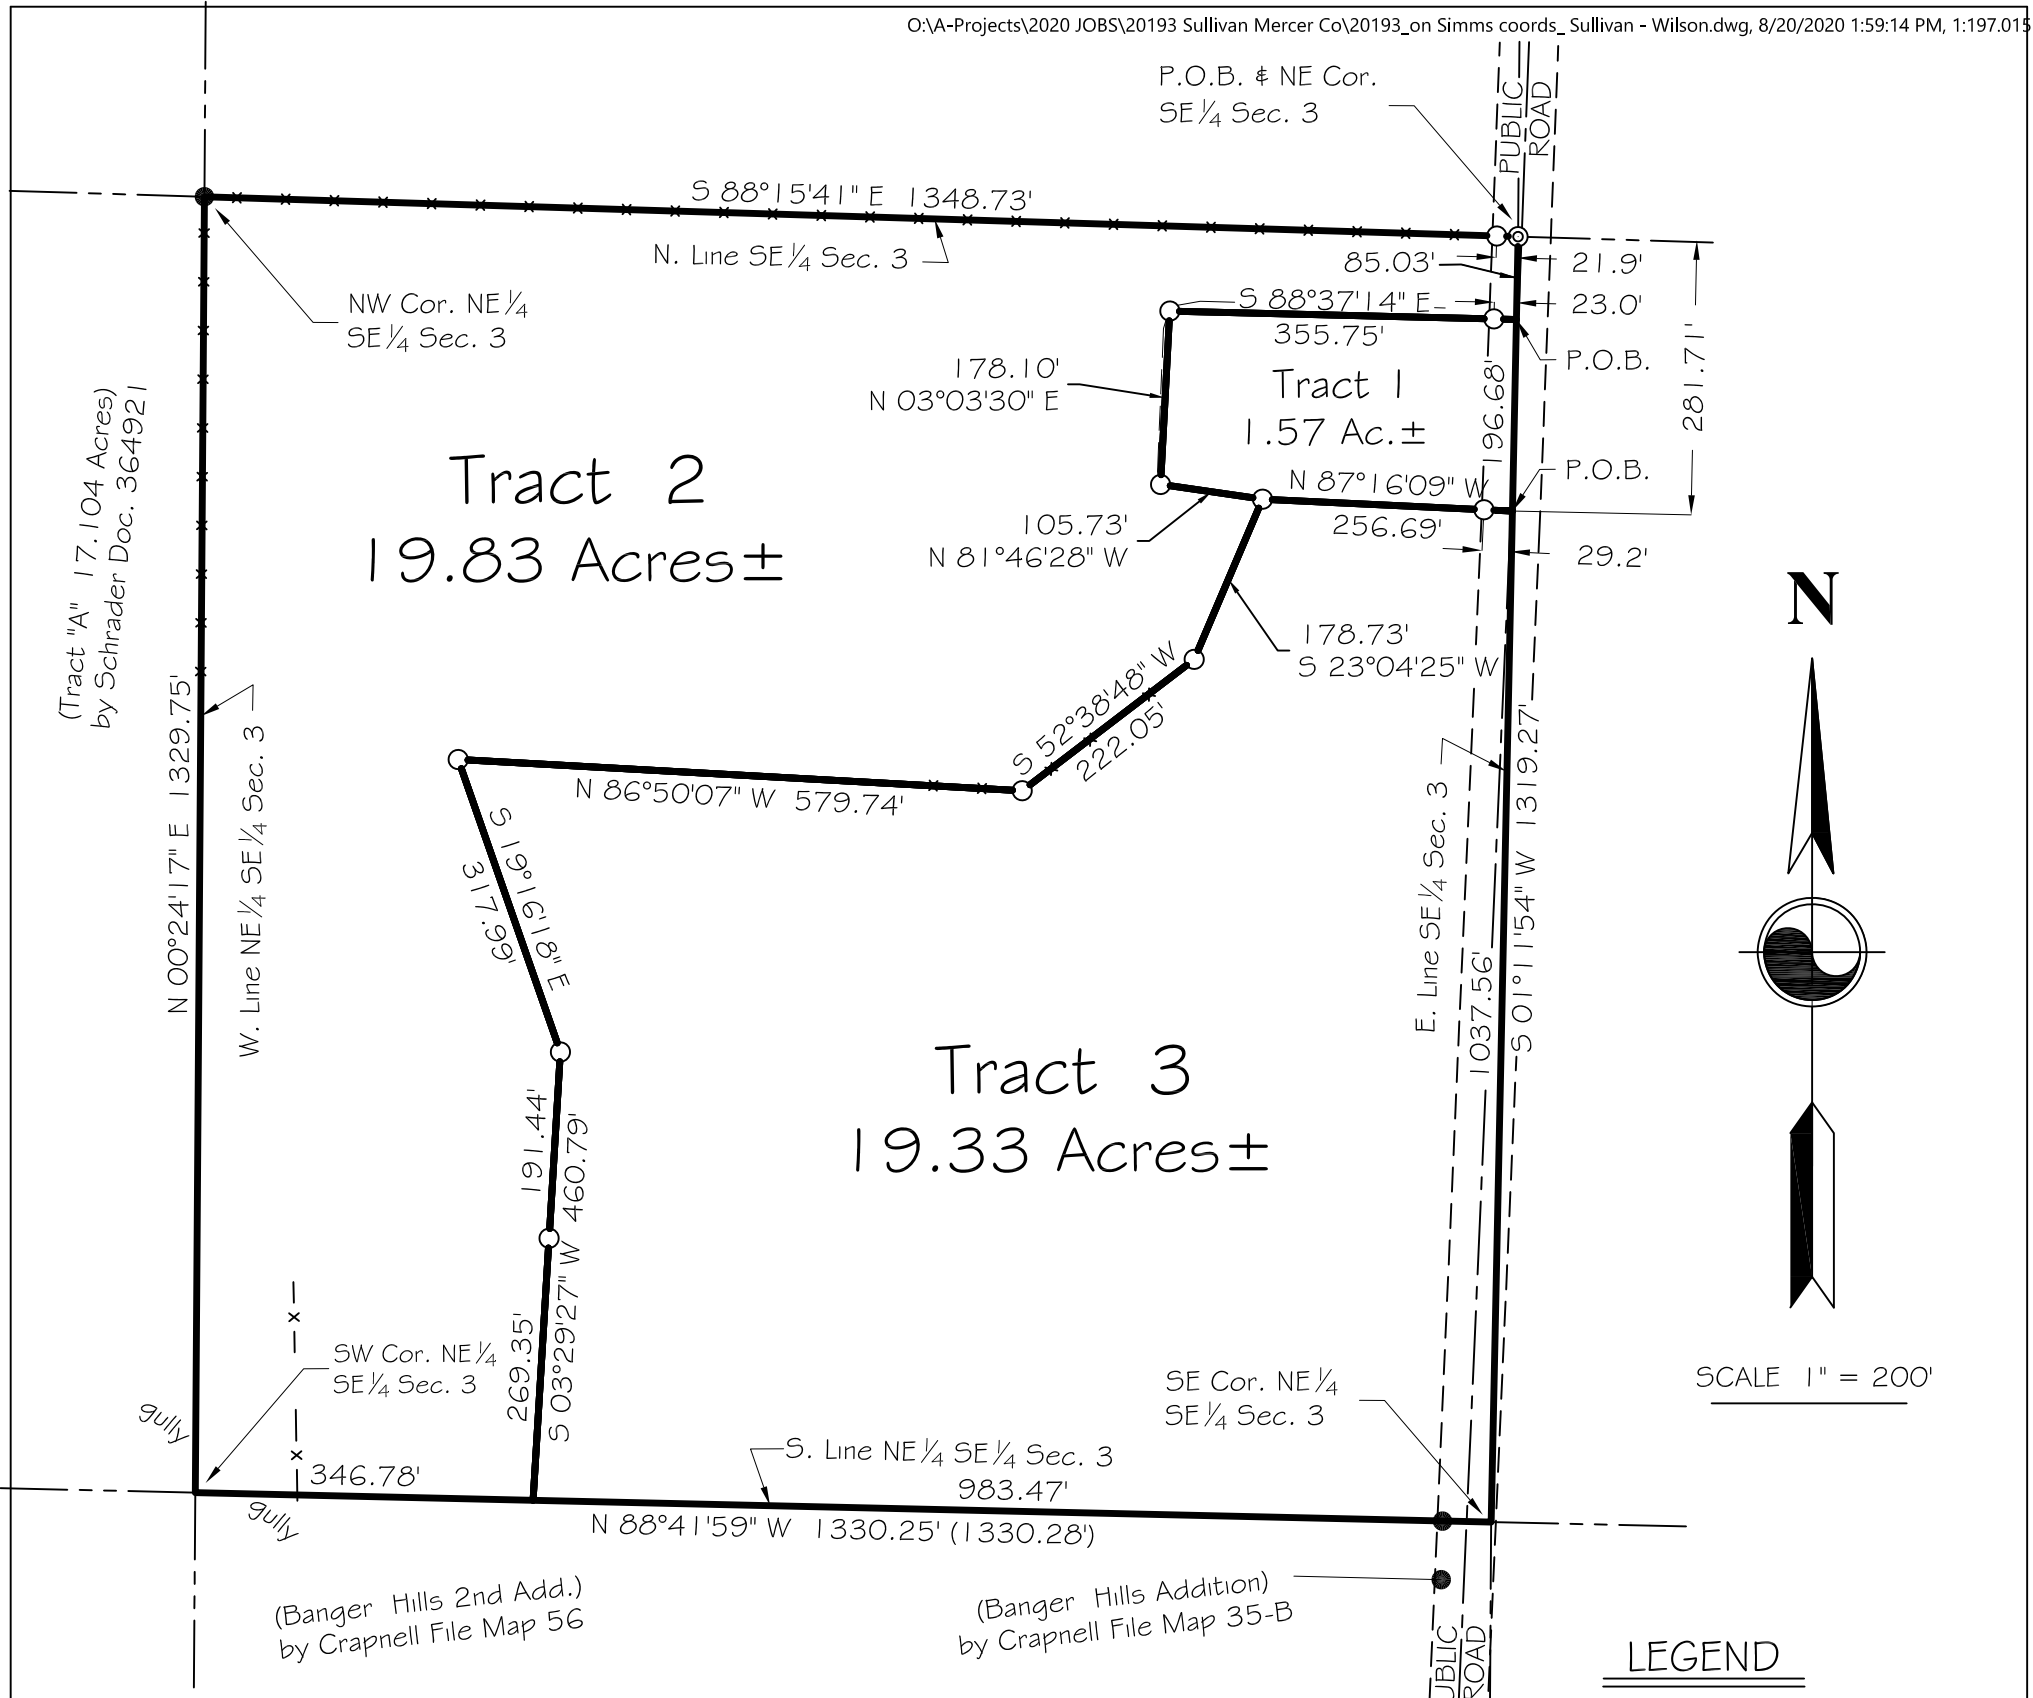 O:\A-Projects\2020 JOBS\20193 Sullivan Mercer Co\20193_on Simms coords_ Sullivan - Wilson.dwg, 8/20/2020 1:59:14 PM, 1:197.015
P.O.B. & NE Cor.
SE¼ Sec. 3
PUBLIC
ROAD
S 88°15'41" E 1348.73'
N. Line SE¼ Sec. 3
85.03'
21.9'
NW Cor. NE¼
SE¼ Sec. 3
S 88°37'14" E
23.0'
355.75'
P.O.B.
178.10'
N 03°03'30" E
Tract 1
1.57 Ac.±
196.68'
281.71'
(Tract "A" 17.104 Acres)
by Schrader Doc. 364921
Tract 2
19.83 Acres±
N 87°16'09" W
P.O.B.
256.69'
105.73'
N 81°46'28" W
29.2'
N
178.73'
S 23°04'25" W
S 52°38'48" W
222.05'
N 00°24'17" E 1329.75'
W. Line NE¼ SE¼ Sec. 3
N 86°50'07" W 579.74'
S 19°16'18" E
317.99'
E. Line SE¼ Sec. 3
1037.56'
S 01°11'54" W 1319.27'
Tract 3
19.33 Acres±
191.44'
S 03°29'27" W 460.79'
269.35'
SW Cor. NE¼
SE¼ Sec. 3
SE Cor. NE¼
SE¼ Sec. 3
SCALE 1" = 200'
gully
346.78'
gully
S. Line NE¼ SE¼ Sec. 3
983.47'
N 88°41'59" W 1330.25' (1330.28')
(Banger Hills 2nd Add.)
by Crapnell File Map 56
(Banger Hills Addition)
by Crapnell File Map 35-B
UBLIC
ROAD
LEGEND